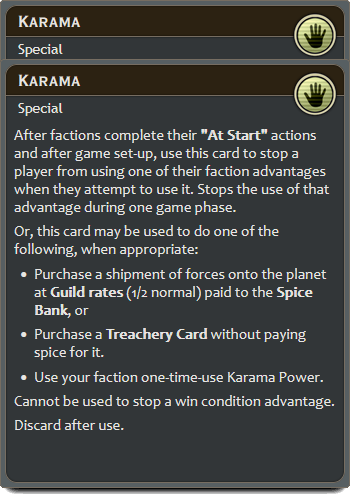 KARAMA
Special
KARAMA
Special
After factions complete their "At Start" actions
and after game set-up, use this card to stop a
player from using one of their faction advantages
when they attempt to use it. Stops the use of that
advantage during one game phase.
Or, this card may be used to do one of the
following, when appropriate:
• Purchase a shipment of forces onto the planet
at Guild rates (1/2 normal) paid to the Spice
Bank, or
• Purchase a Treachery Card without paying
spice for it.
• Use your faction one-time-use Karama Power.
Cannot be used to stop a win condition advantage.
Discard after use.